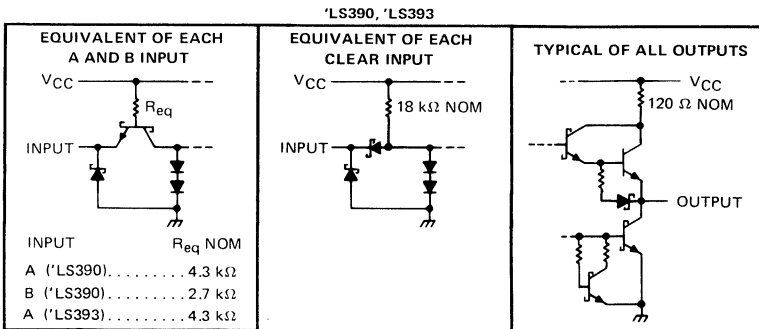 'LS390, 'LS393
EQUIVALENT OF EACH
A AND B INPUT
VCC
Req
INPUT
INPUT Req NOM
A ('LS390)......... 4.3 kΩ
B ('LS390)......... 2.7 kΩ
A ('LS393)......... 4.3 kΩ
EQUIVALENT OF EACH
CLEAR INPUT
VCC
18 kΩ NOM
INPUT
TYPICAL OF ALL OUTPUTS
VCC
120 Ω NOM
OUTPUT